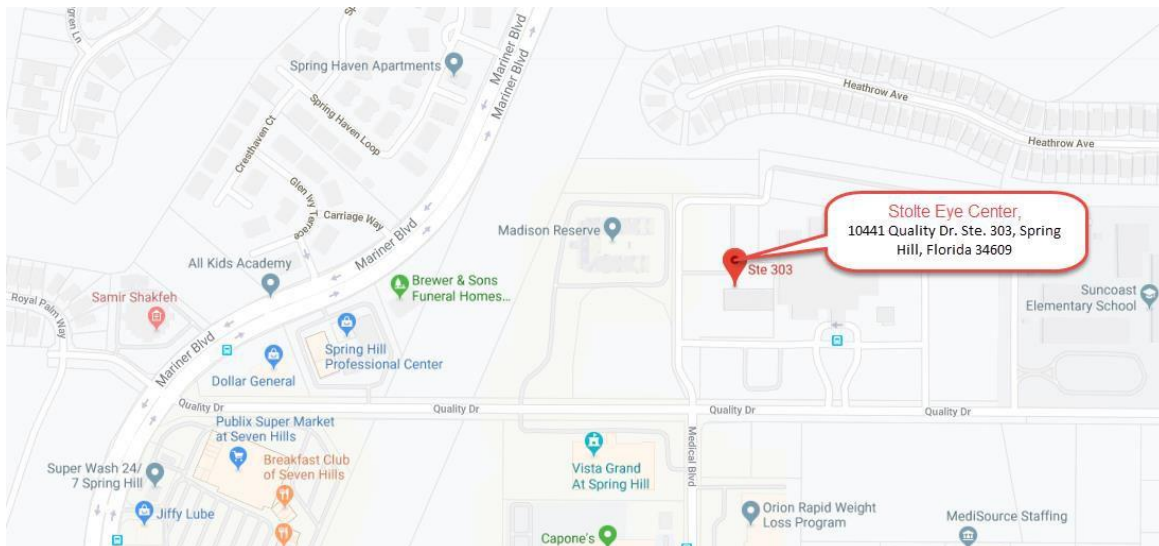 ngren Ln
Mariner Blvd
Mariner Blvd
Spring Haven Apartments
Spring Haven Loop
Cresthaven Ct
Glen Ivy Terrace
Carriage Way
Mariner Blvd
Heathrow Ave
Heathrow Ave
Stolte Eye Center,
10441 Quality Dr. Ste. 303, Spring
Hill, Florida 34609
Madison Reserve
Ste 303
All Kids Academy
Brewer & Sons
Funeral Homes...
Suncoast
Elementary School
Royal Palm Way
Samir Shakfeh
Mariner Blvd
Spring Hill
Professional Center
Dollar General
Quality Dr
Quality Dr
Quality Dr
Quality Dr
Publix Super Market
at Seven Hills
Breakfast Club
of Seven Hills
Medical Blvd
Super Wash 24/
7 Spring Hill
Vista Grand
At Spring Hill
Jiffy Lube
Orion Rapid Weight
Loss Program
MediSource Staffing
Capone's